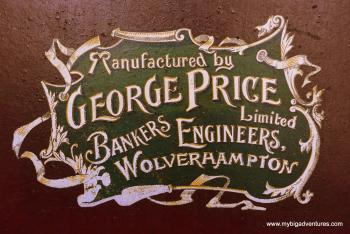 Manufactured by
GEORGE PRICE
Limited
BANKERS ENGINEERS,
WOLVERHAMPTON
www.mybigadventures.com